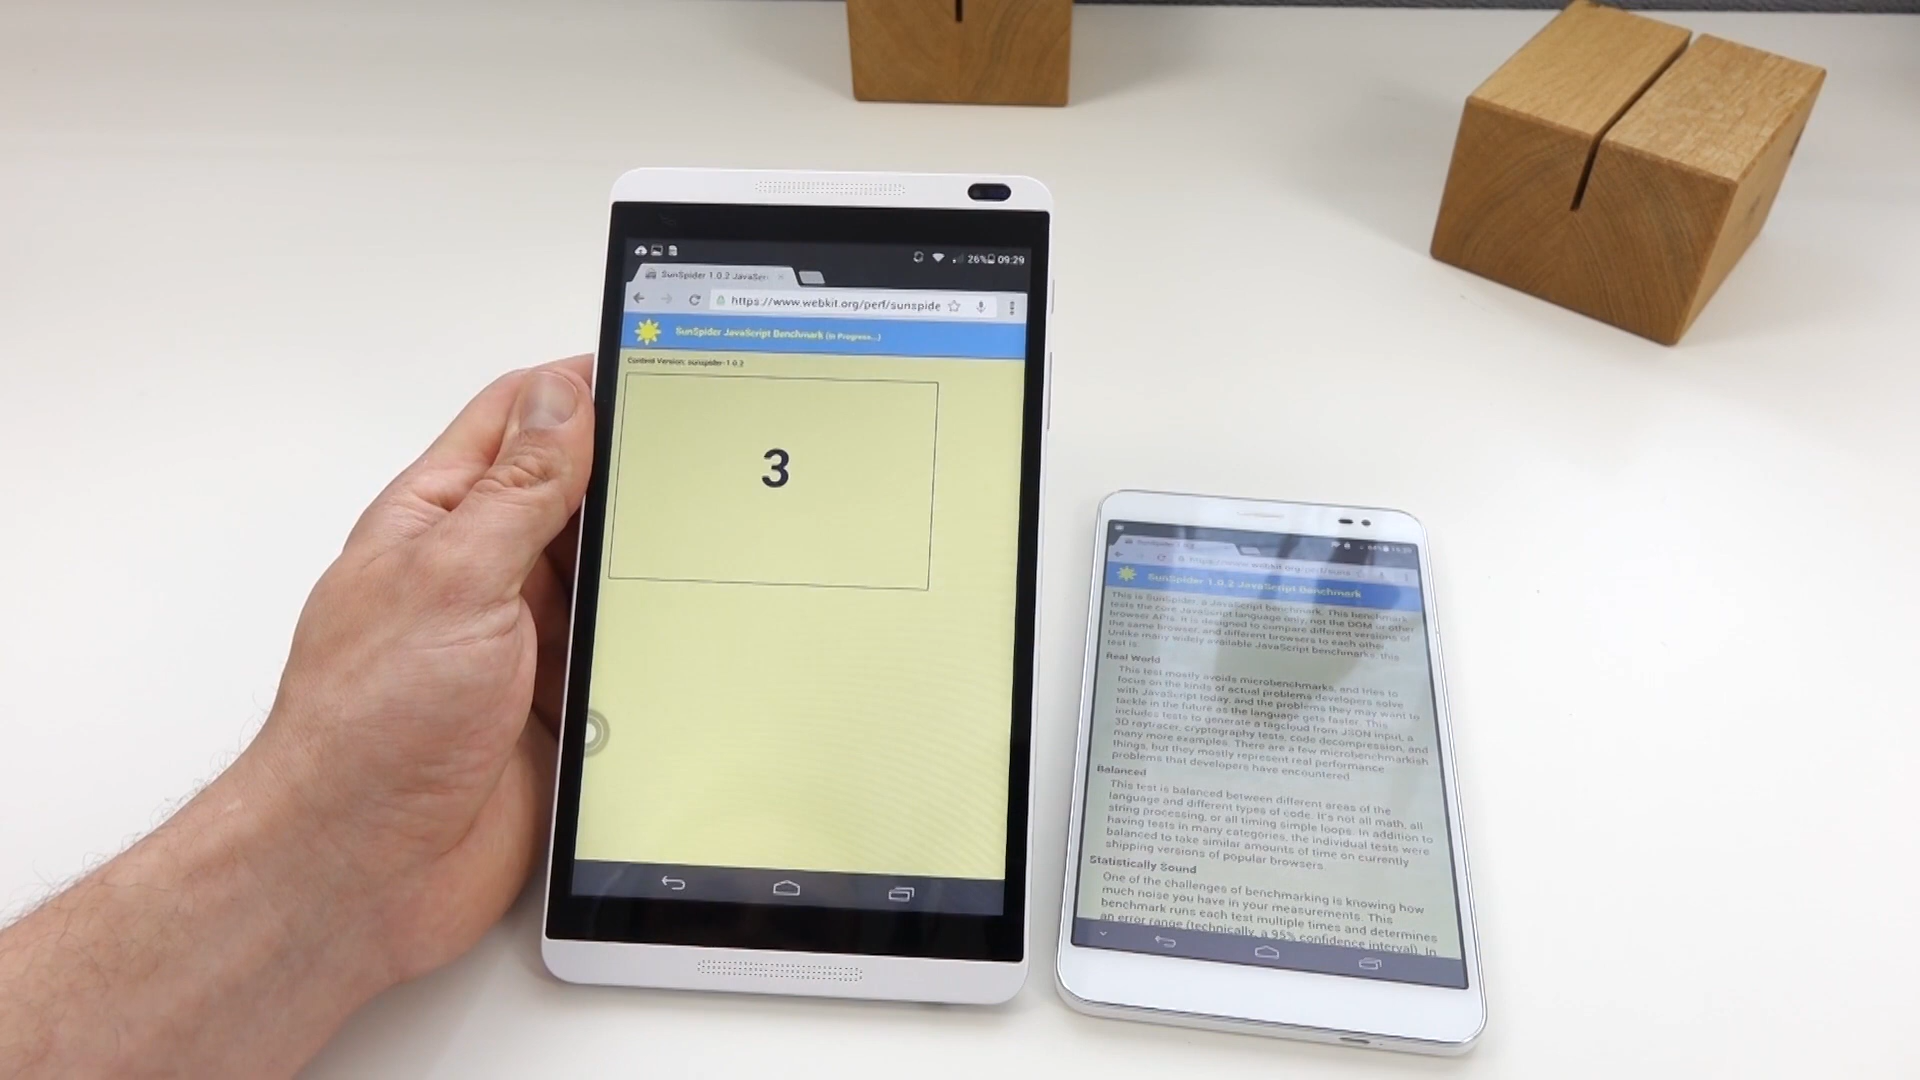 26% 09:29
SunSpider 1.0.2 JavaScri
https://www.webkit.org/perf/sunspide
SunSpider JavaScript Benchmark (In Progress...)
Content Version: sunspider-1.0.2
3
SunSpider 1.0.2 JavaScript Benchmark
This is SunSpider, a JavaScript benchmark. This benchmark
tests the core JavaScript language only, not the DOM or other
browser APIs. It is designed to compare different versions of
the same browser, and different browsers to each other.
Unlike many widely available JavaScript benchmarks, this
test is:
Real World
This test mostly avoids microbenchmarks, and tries to
focus on the kinds of actual problems developers solve
with JavaScript today, and the problems they may want to
tackle in the future as the language gets faster. This
includes tests to generate a tagcloud from JSON input, a
3D raytracer, cryptography tests, code decompression, and
many more examples. There are a few microbenchmarkish
things, but they mostly represent real performance
problems that developers have encountered.
Balanced
This test is balanced between different areas of the
language and different types of code. It's not all math, all
string processing, or all timing simple loops. In addition to
having tests in many categories, the individual tests were
balanced to take similar amounts of time on currently
shipping versions of popular browsers.
Statistically Sound
One of the challenges of benchmarking is knowing how
much noise you have in your measurements. This
benchmark runs each test multiple times and determines
an error range (technically, a 95% confidence interval). In